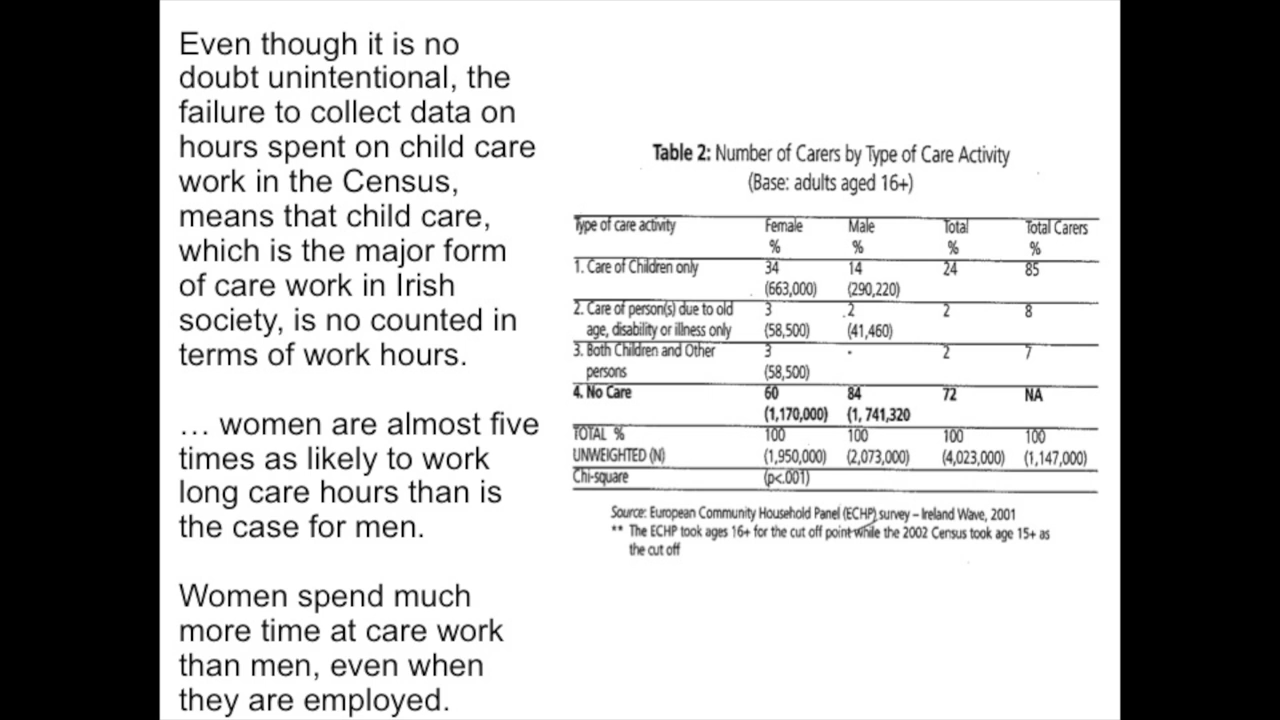 Even though it is no
doubt unintentional, the
failure to collect data on
hours spent on child care
work in the Census,
means that child care,
which is the major form
of care work in Irish
society, is no counted in
terms of work hours.
… women are almost five
times as likely to work
long care hours than is
the case for men.
Women spend much
more time at care work
than men, even when
they are employed.
Table 2: Number of Carers by Type of Care Activity
(Base: adults aged 16+)
Type of care activity Female Male Total Total Carers
% % % %
1. Care of Children only 34 14 24 85
(663,000) (290,220)
2. Care of person(s) due to old 3 2 2 8
age, disability or illness only (58,500) (41,460)
3. Both Children and Other 3 - 2 7
persons (58,500)
4. No Care 60 84 72 NA
(1,170,000) (1, 741,320
TOTAL % 100 100 100 100
UNWEIGHTED (N) (1,950,000) (2,073,000) (4,023,000) (1,147,000)
Chi-square (p<.001)
Source: European Community Household Panel (ECHP) survey – Ireland Wave, 2001
** The ECHP took ages 16+ for the cut off point while the 2002 Census took age 15+ as
the cut off